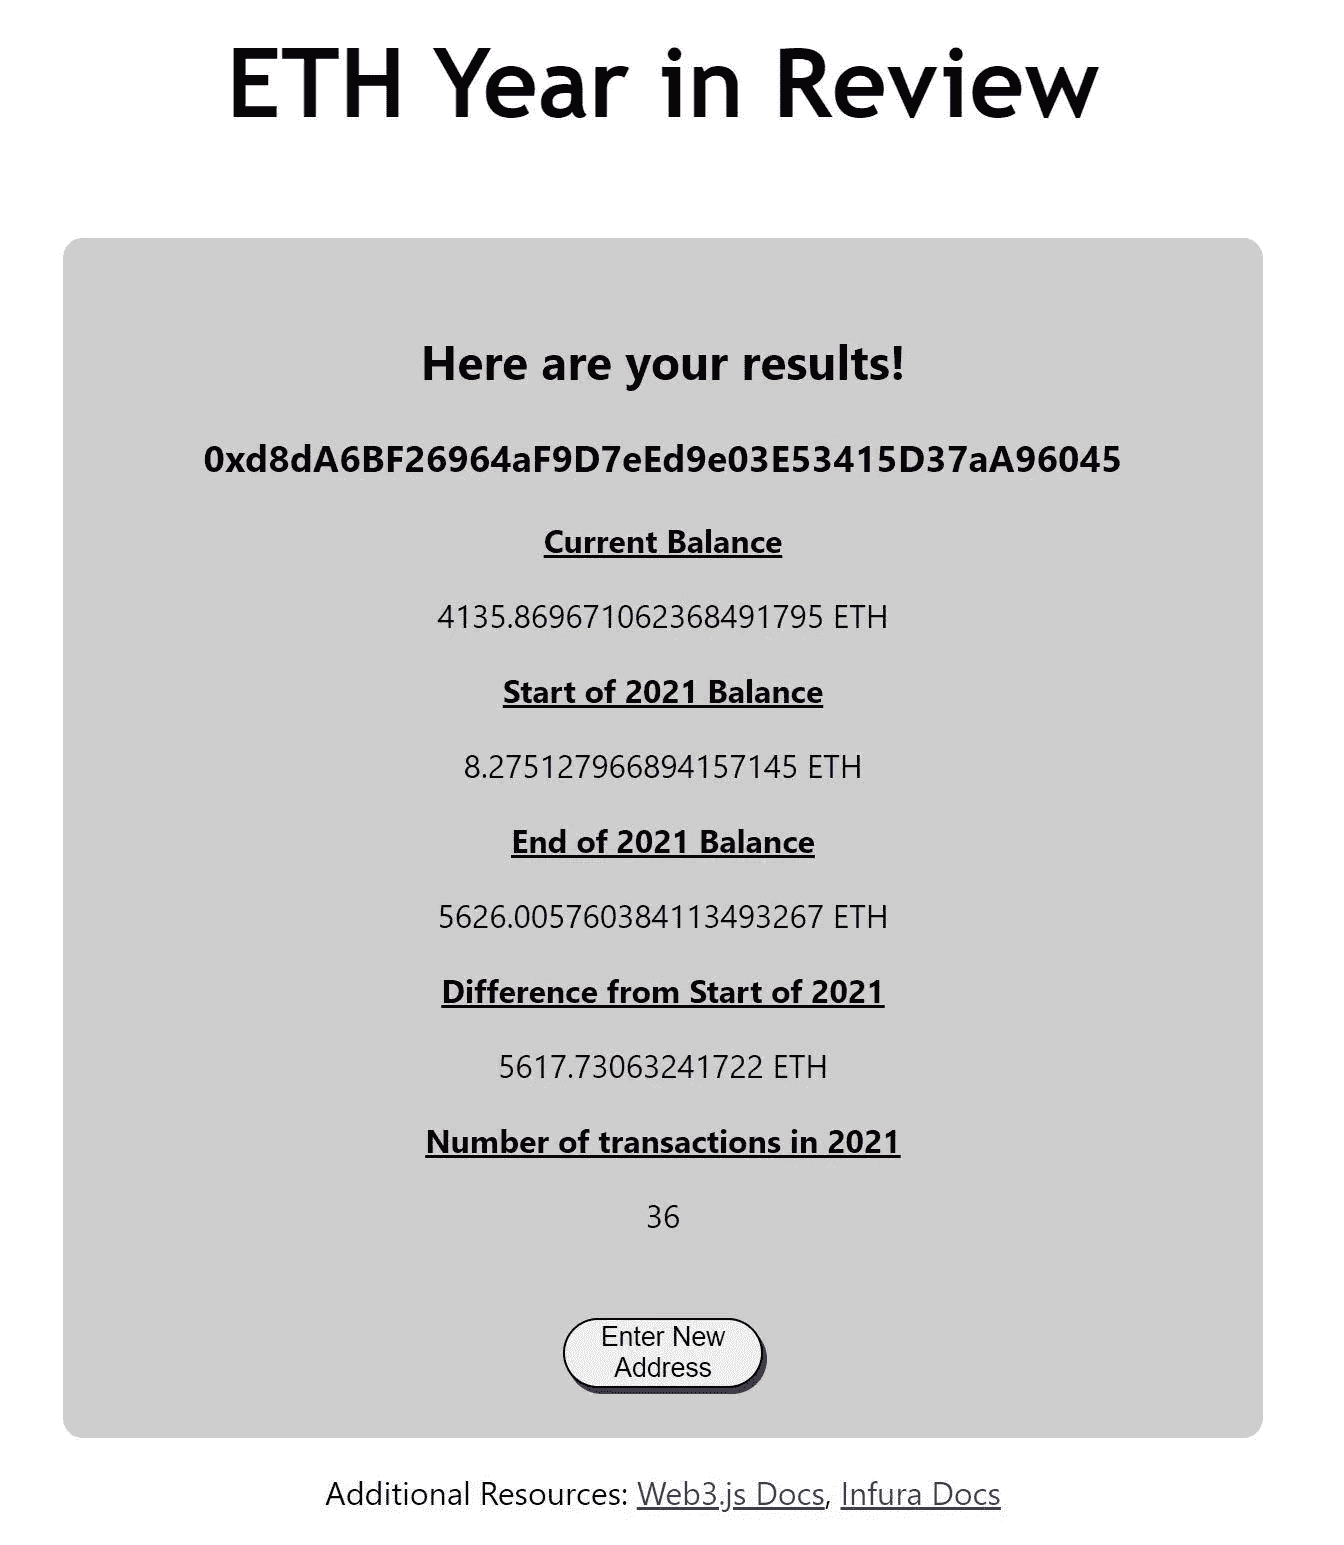 ETH Year in Review
Here are your results!
0xd8dA6BF26964aF9D7eEd9e03E53415D37aA96045
Current Balance
4135.869671062368491795 ETH
Start of 2021 Balance
8.275127966894157145 ETH
End of 2021 Balance
5626.005760384113493267 ETH
Difference from Start of 2021
5617.73063241722 ETH
Number of transactions in 2021
36
Enter New
Address
Additional Resources: Web3.js Docs, Infura Docs